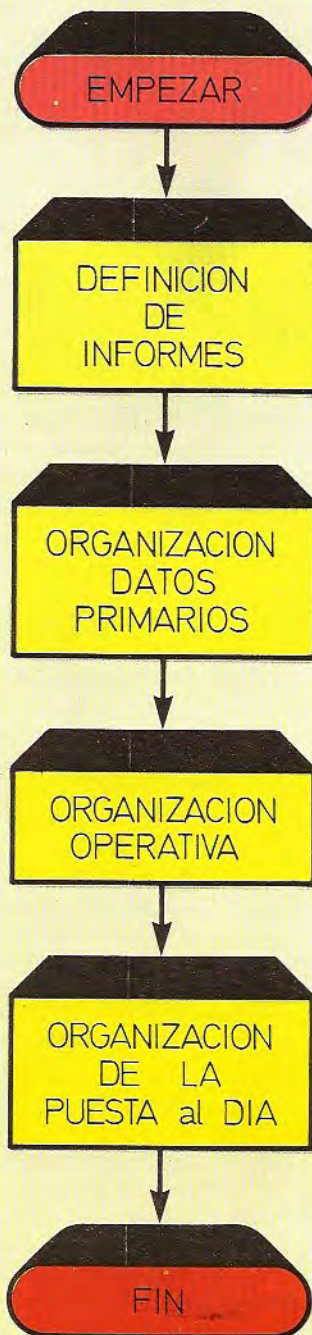 EMPEZAR
DEFINICION
DE
INFORMES
ORGANIZACION
DATOS
PRIMARIOS
ORGANIZACION
OPERATIVA
ORGANIZACION
DE LA
PUESTA al DIA
FIN